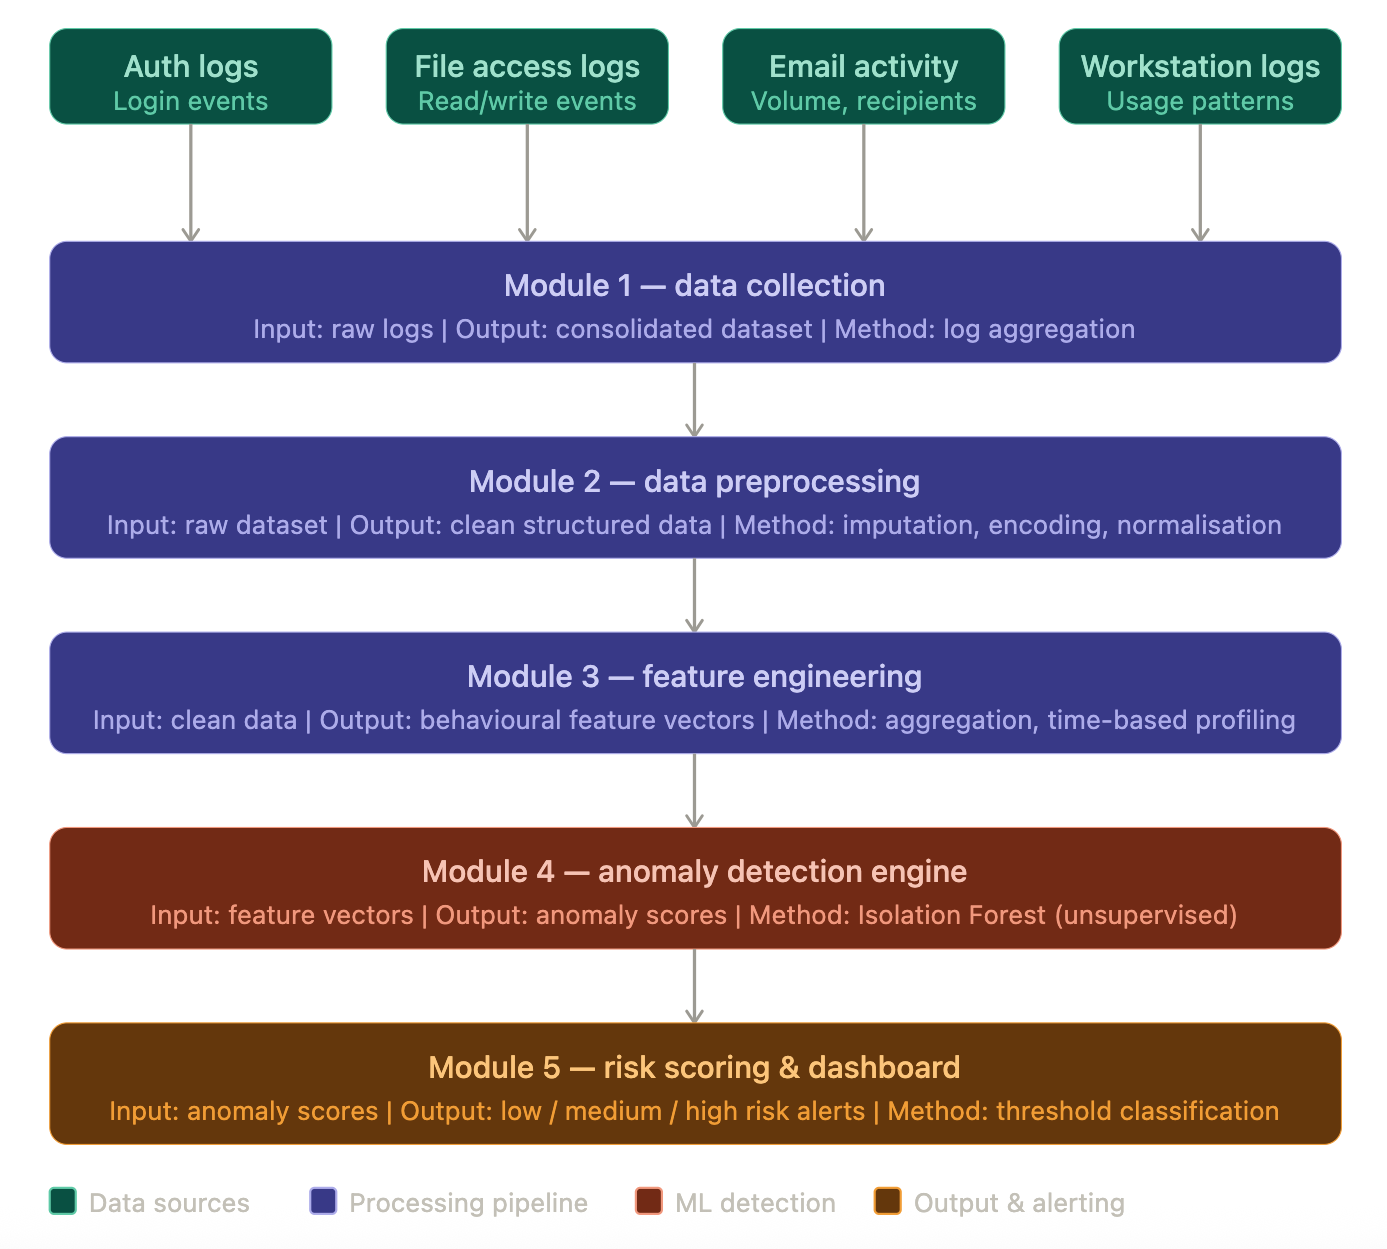 Auth logs
Login events
File access logs
Read/write events
Email activity
Volume, recipients
Workstation logs
Usage patterns
Module 1 — data collection
Input: raw logs | Output: consolidated dataset | Method: log aggregation
Module 2 — data preprocessing
Input: raw dataset | Output: clean structured data | Method: imputation, encoding, normalisation
Module 3 — feature engineering
Input: clean data | Output: behavioural feature vectors | Method: aggregation, time-based profiling
Module 4 — anomaly detection engine
Input: feature vectors | Output: anomaly scores | Method: Isolation Forest (unsupervised)
Module 5 — risk scoring & dashboard
Input: anomaly scores | Output: low / medium / high risk alerts | Method: threshold classification
Data sources
Processing pipeline
ML detection
Output & alerting